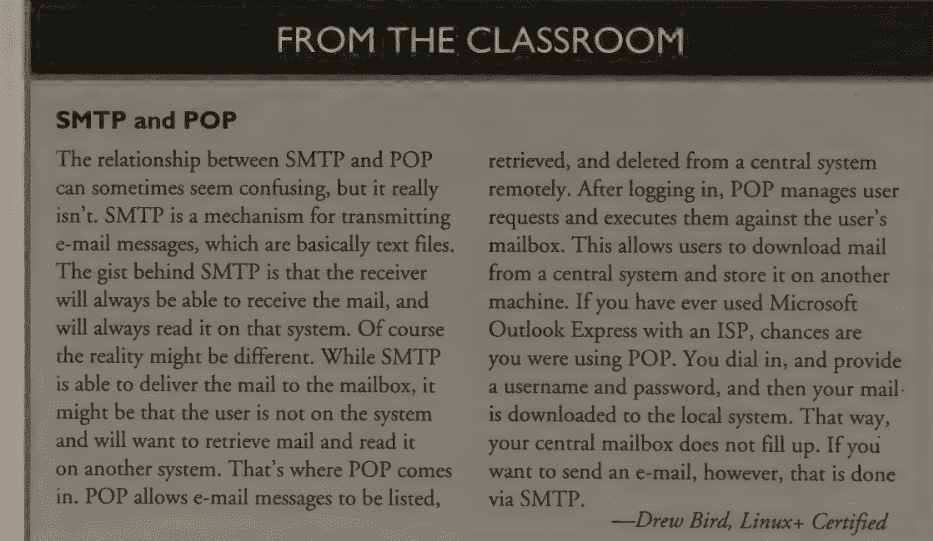 FROM THE CLASSROOM
SMTP and POP
The relationship between SMTP and POP
can sometimes seem confusing, but it really
isn't. SMTP is a mechanism for transmitting
e-mail messages, which are basically text files.
The gist behind SMTP is that the receiver
will always be able to receive the mail, and
will always read it on that system. Of course
the reality might be different. While SMTP
is able to deliver the mail to the mailbox, it
might be that the user is not on the system
and will want to retrieve mail and read it
on another system. That's where POP comes
in. POP allows e-mail messages to be listed,
retrieved, and deleted from a central system
remotely. After logging in, POP manages user
requests and executes them against the user's
mailbox. This allows users to download mail
from a central system and store it on another
machine. If you have ever used Microsoft
Outlook Express with an ISP, chances are
you were using POP. You dial in, and provide
a username and password, and then your mail
is downloaded to the local system. That way,
your central mailbox does not fill up. If you
want to send an e-mail, however, that is done
via SMTP.
—Drew Bird, Linux+ Certified